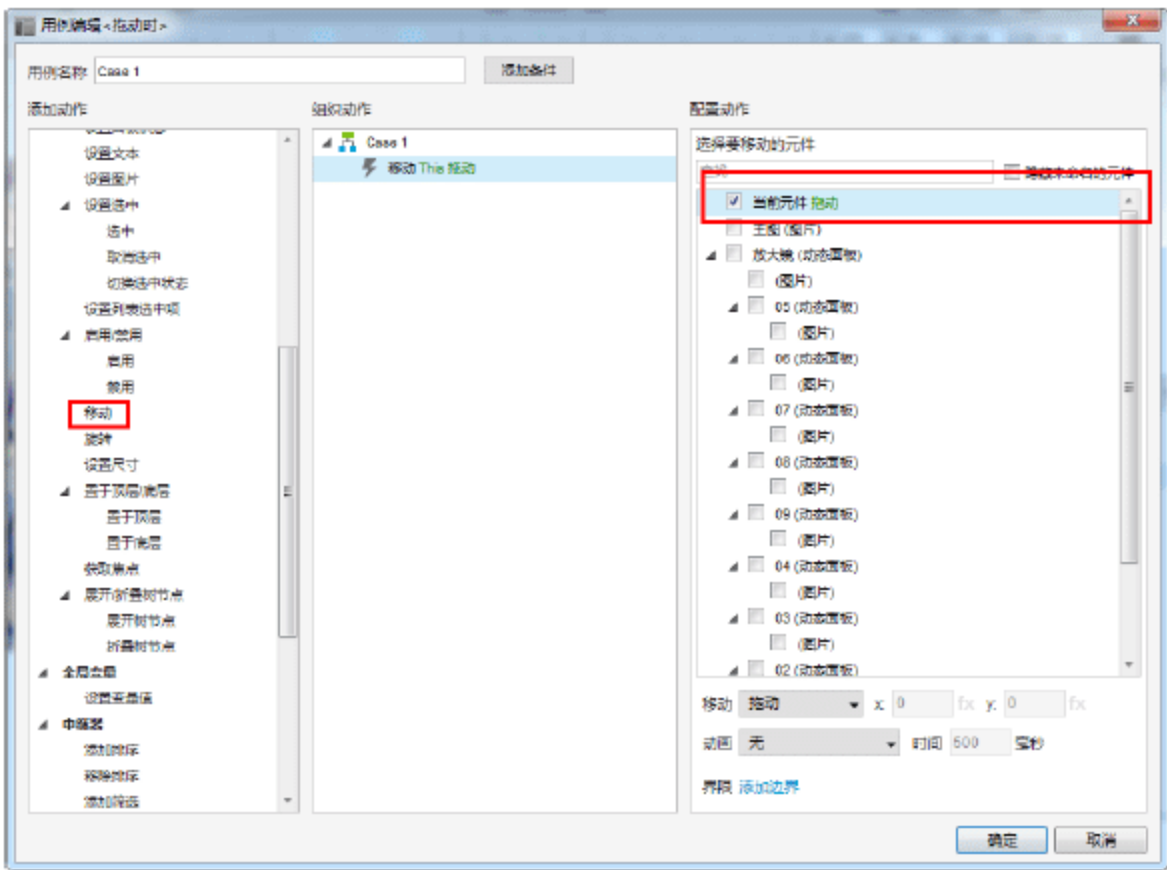 用例编辑<拖动时>
用例名称 Case 1 添加条件
添加动作
设置文本
设置图片
设置选中
选中
取消选中
切换选中状态
设置列表选中项
启用/禁用
启用
禁用
移动
旋转
设置尺寸
置于顶层/底层
置于顶层
置于底层
获取焦点
展开/折叠树节点
展开树节点
折叠树节点
全局变量
设置变量值
中继器
添加排序
移除排序
添加筛选
组织动作
Case 1
移动 This 拖动
配置动作
选择要移动的元件
查找 隐藏未命名的元件
当前元件 拖动
主图 (图片)
放大镜 (动态面板)
(图片)
05 (动态面板)
(图片)
06 (动态面板)
(图片)
07 (动态面板)
(图片)
08 (动态面板)
(图片)
09 (动态面板)
(图片)
04 (动态面板)
(图片)
03 (动态面板)
(图片)
02 (动态面板)
移动 拖动 x: 0 fx y: 0 fx
动画 无 时间 500 毫秒
界限 添加边界
确定 取消